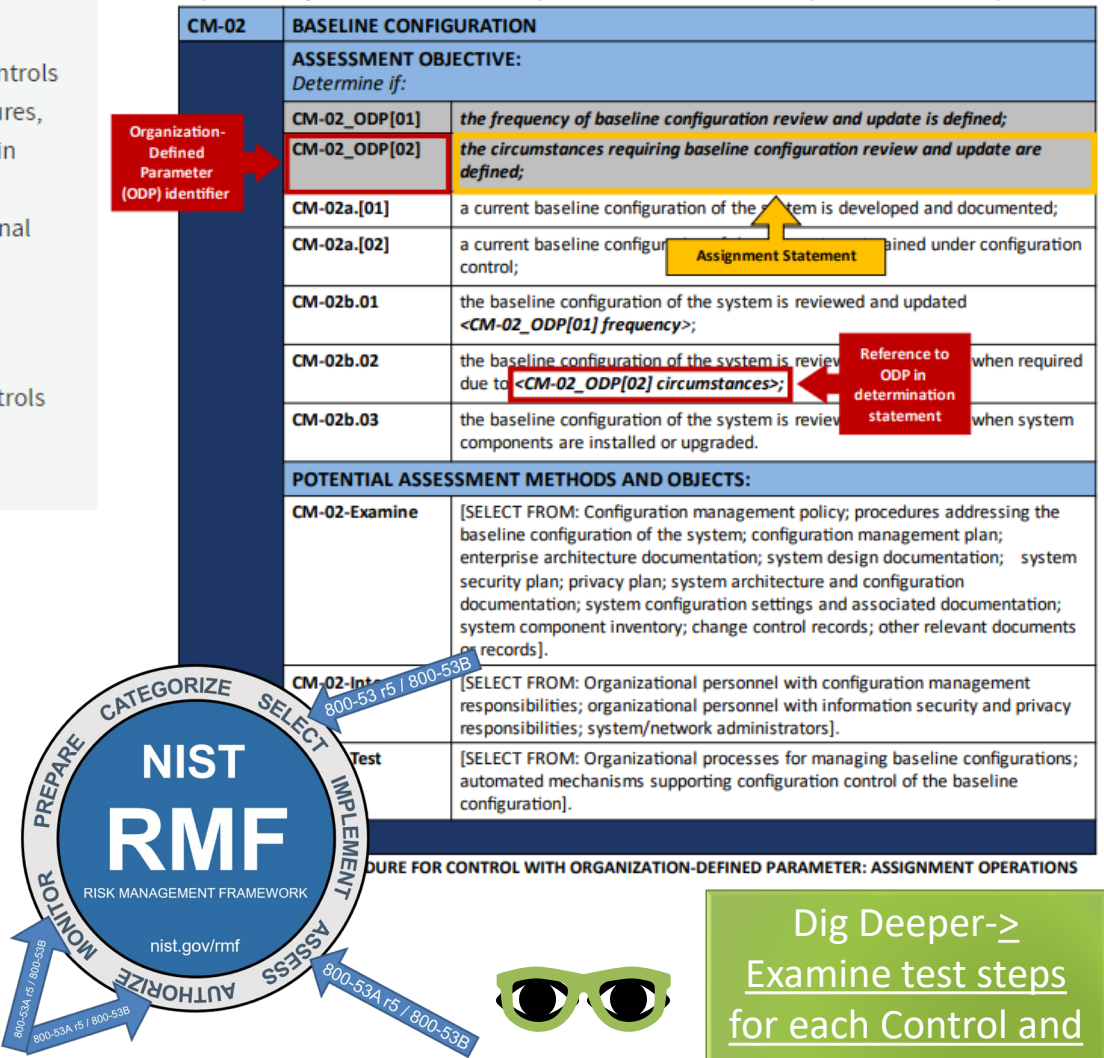 ntrols
ures,
in
nal
trols
CM-02 BASELINE CONFIGURATION
ASSESSMENT OBJECTIVE:
Determine if:
CM-02_ODP[01] the frequency of baseline configuration review and update is defined;
CM-02_ODP[02] the circumstances requiring baseline configuration review and update are
defined;
Organization-
Defined
Parameter
(ODP) identifier
CM-02a.[01] a current baseline configuration of the system is developed and documented;
CM-02a.[02] a current baseline configur ained under configuration
control;
Assignment Statement
CM-02b.01 the baseline configuration of the system is reviewed and updated
<CM-02_ODP[01] frequency>;
CM-02b.02 the baseline configuration of the system is review when required
due to <CM-02_ODP[02] circumstances>;
Reference to
ODP in
determination
statement
CM-02b.03 the baseline configuration of the system is review when system
components are installed or upgraded.
POTENTIAL ASSESSMENT METHODS AND OBJECTS:
CM-02-Examine [SELECT FROM: Configuration management policy; procedures addressing the
baseline configuration of the system; configuration management plan;
enterprise architecture documentation; system design documentation; system
security plan; privacy plan; system architecture and configuration
documentation; system configuration settings and associated documentation;
system component inventory; change control records; other relevant documents
or records].
CM-02-Inte [SELECT FROM: Organizational personnel with configuration management
responsibilities; organizational personnel with information security and privacy
responsibilities; system/network administrators].
Test [SELECT FROM: Organizational processes for managing baseline configurations;
automated mechanisms supporting configuration control of the baseline
configuration].
DURE FOR CONTROL WITH ORGANIZATION-DEFINED PARAMETER: ASSIGNMENT OPERATIONS
PREPARE CATEGORIZE SELECT IMPLEMENT ASSESS AUTHORIZE MONITOR
NIST
RMF
RISK MANAGEMENT FRAMEWORK
nist.gov/rmf
800-53 r5 / 800-53B
800-53A r5 / 800-53B
800-53A r5 / 800-53B
800-53A r5 / 800-53B
Dig Deeper->
Examine test steps
for each Control and